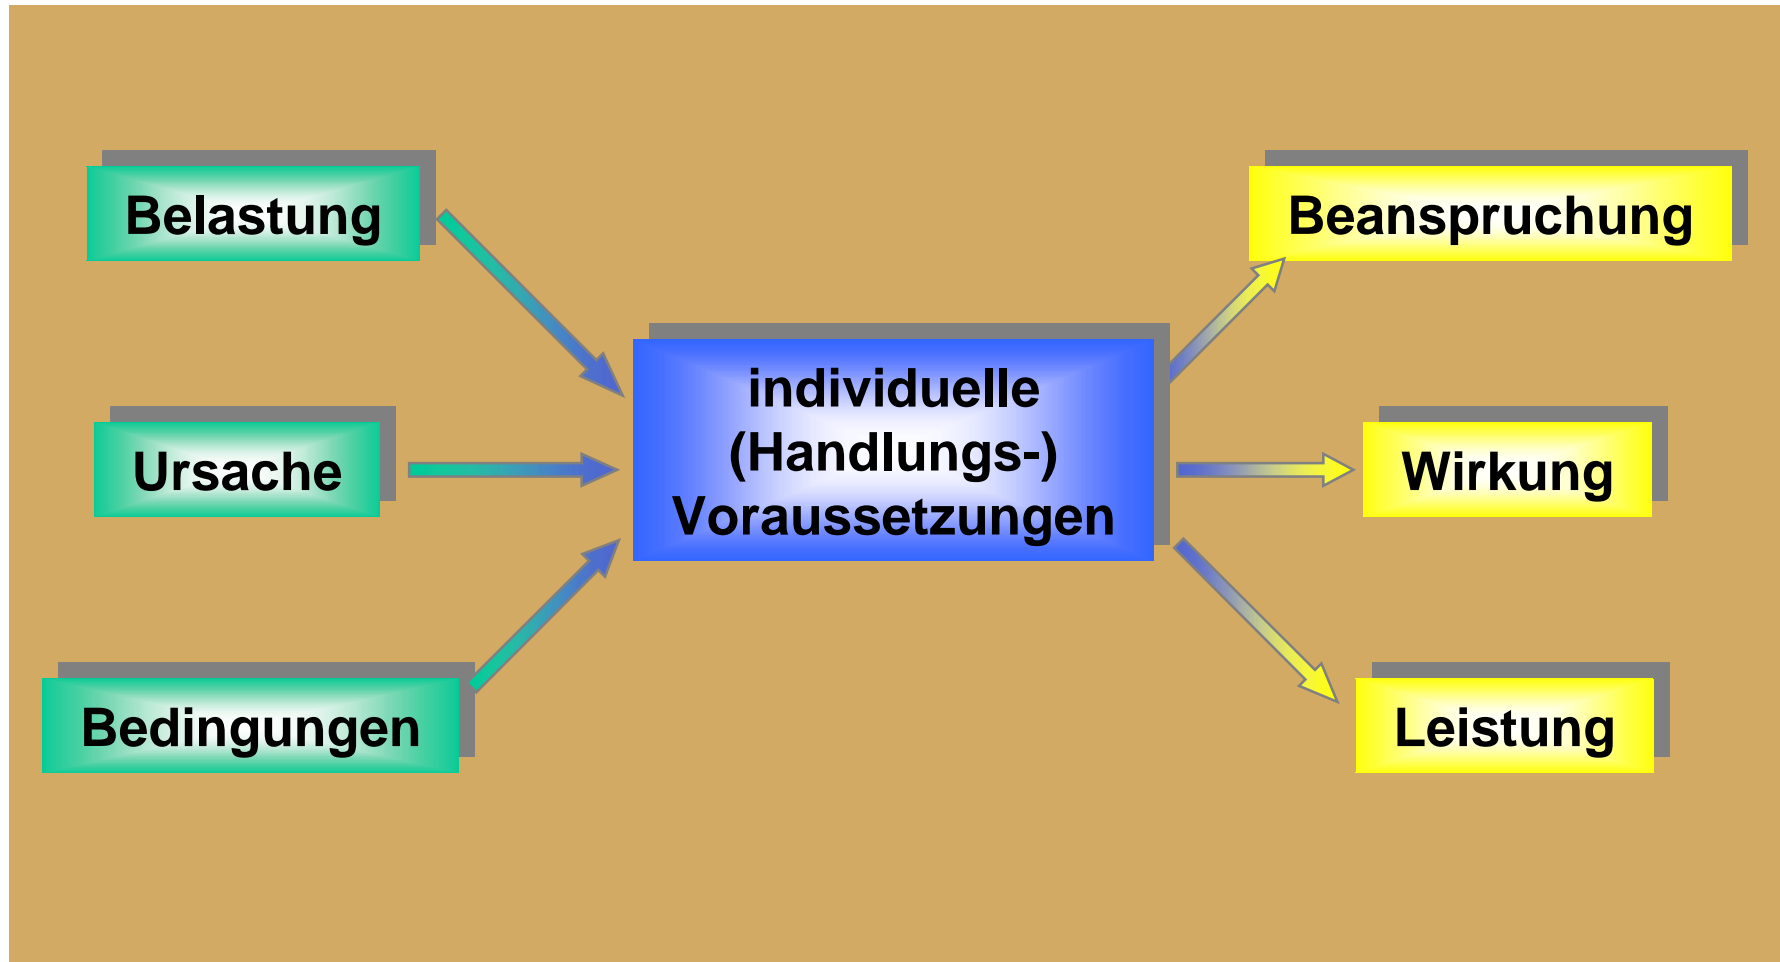 Belastung
Beanspruchung
individuelle
(Handlungs-)
Voraussetzungen
Ursache
Wirkung
Bedingungen
Leistung